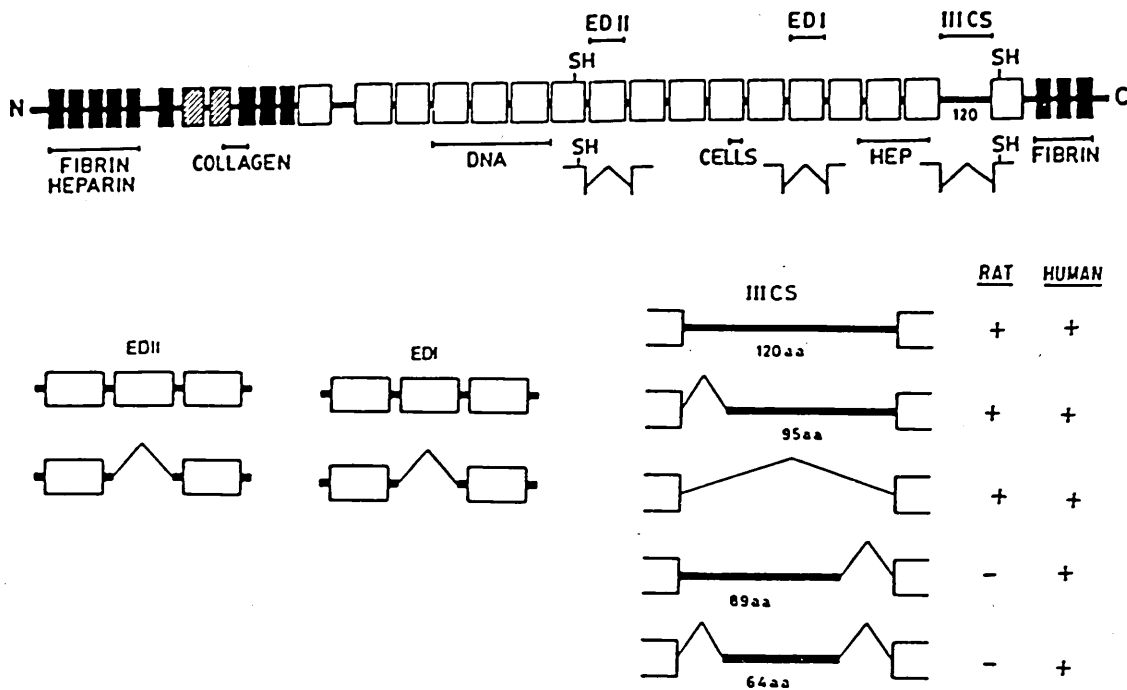 ED II ED I III CS
SH SH
N C
120
FIBRIN HEPARIN COLLAGEN DNA SH CELLS HEP SH FIBRIN
RAT HUMAN
III CS
120aa + +
95aa + +
+ +
89aa - +
64aa - +
EDII EDI